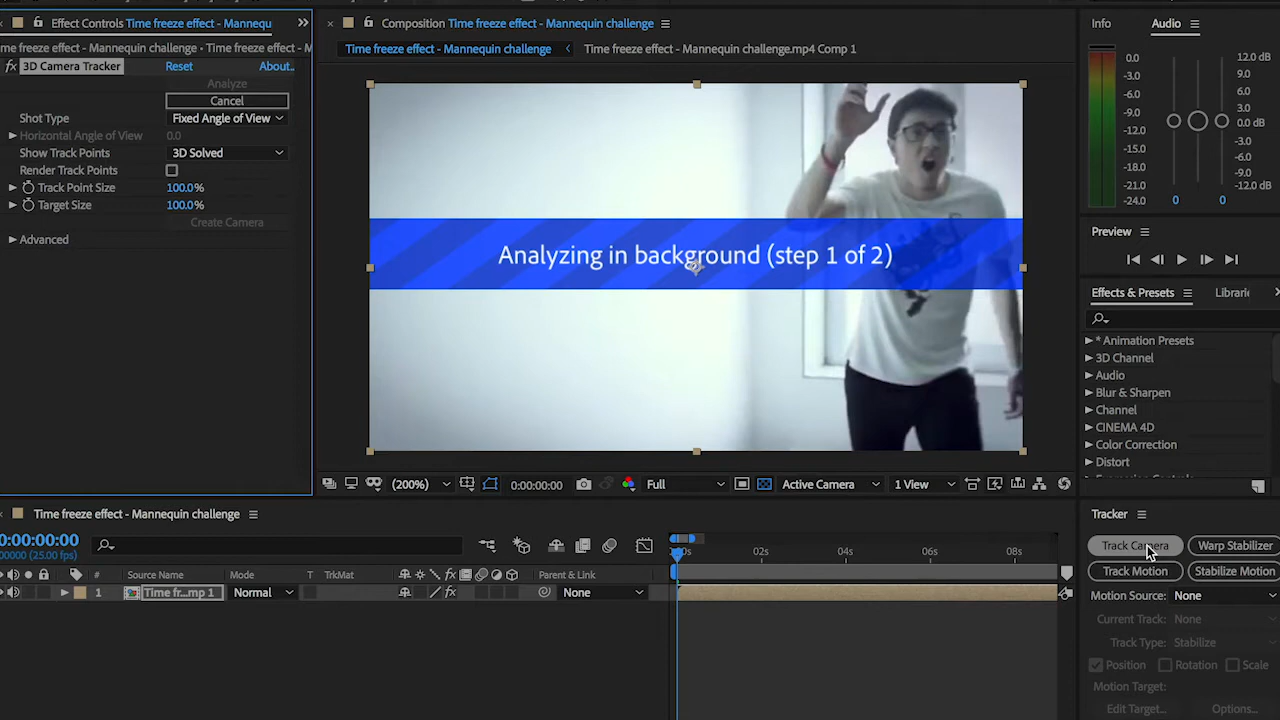 Effect Controls Time freeze effect - Mannequ
Time freeze effect - Mannequin challenge • Time freeze effect - M
fx 3D Camera Tracker Reset About..
Analyze
Cancel
Shot Type Fixed Angle of View
Horizontal Angle of View 0.0
Show Track Points 3D Solved
Render Track Points
Track Point Size 100.0%
Target Size 100.0%
Create Camera
Advanced
Composition Time freeze effect - Mannequin challenge
Time freeze effect - Mannequin challenge Time freeze effect - Mannequin challenge.mp4 Comp 1
Analyzing in background (step 1 of 2)
(200%) 0:00:00:00 Full Active Camera 1 View
Info Audio
0.0
-3.0
-6.0
-9.0
-12.0
-15.0
-18.0
-21.0
-24.0
12.0 dB
9.0
6.0
3.0
0.0 dB
-3.0
-6.0
-9.0
-12.0 dB
0 0
Preview
Effects & Presets Librari
* Animation Presets
3D Channel
Audio
Blur & Sharpen
Channel
CINEMA 4D
Color Correction
Distort
Time freeze effect - Mannequin challenge
0:00:00:00
00000 (25.00 fps)
# Source Name Mode T TrkMat Parent & Link
1 Time fr...mp 1 Normal fx None
02s 04s 06s 08s
Tracker
Track Camera Warp Stabilizer
Track Motion Stabilize Motion
Motion Source: None
Current Track: None
Track Type: Stabilize
Position Rotation Scale
Motion Target:
Edit Target... Options...